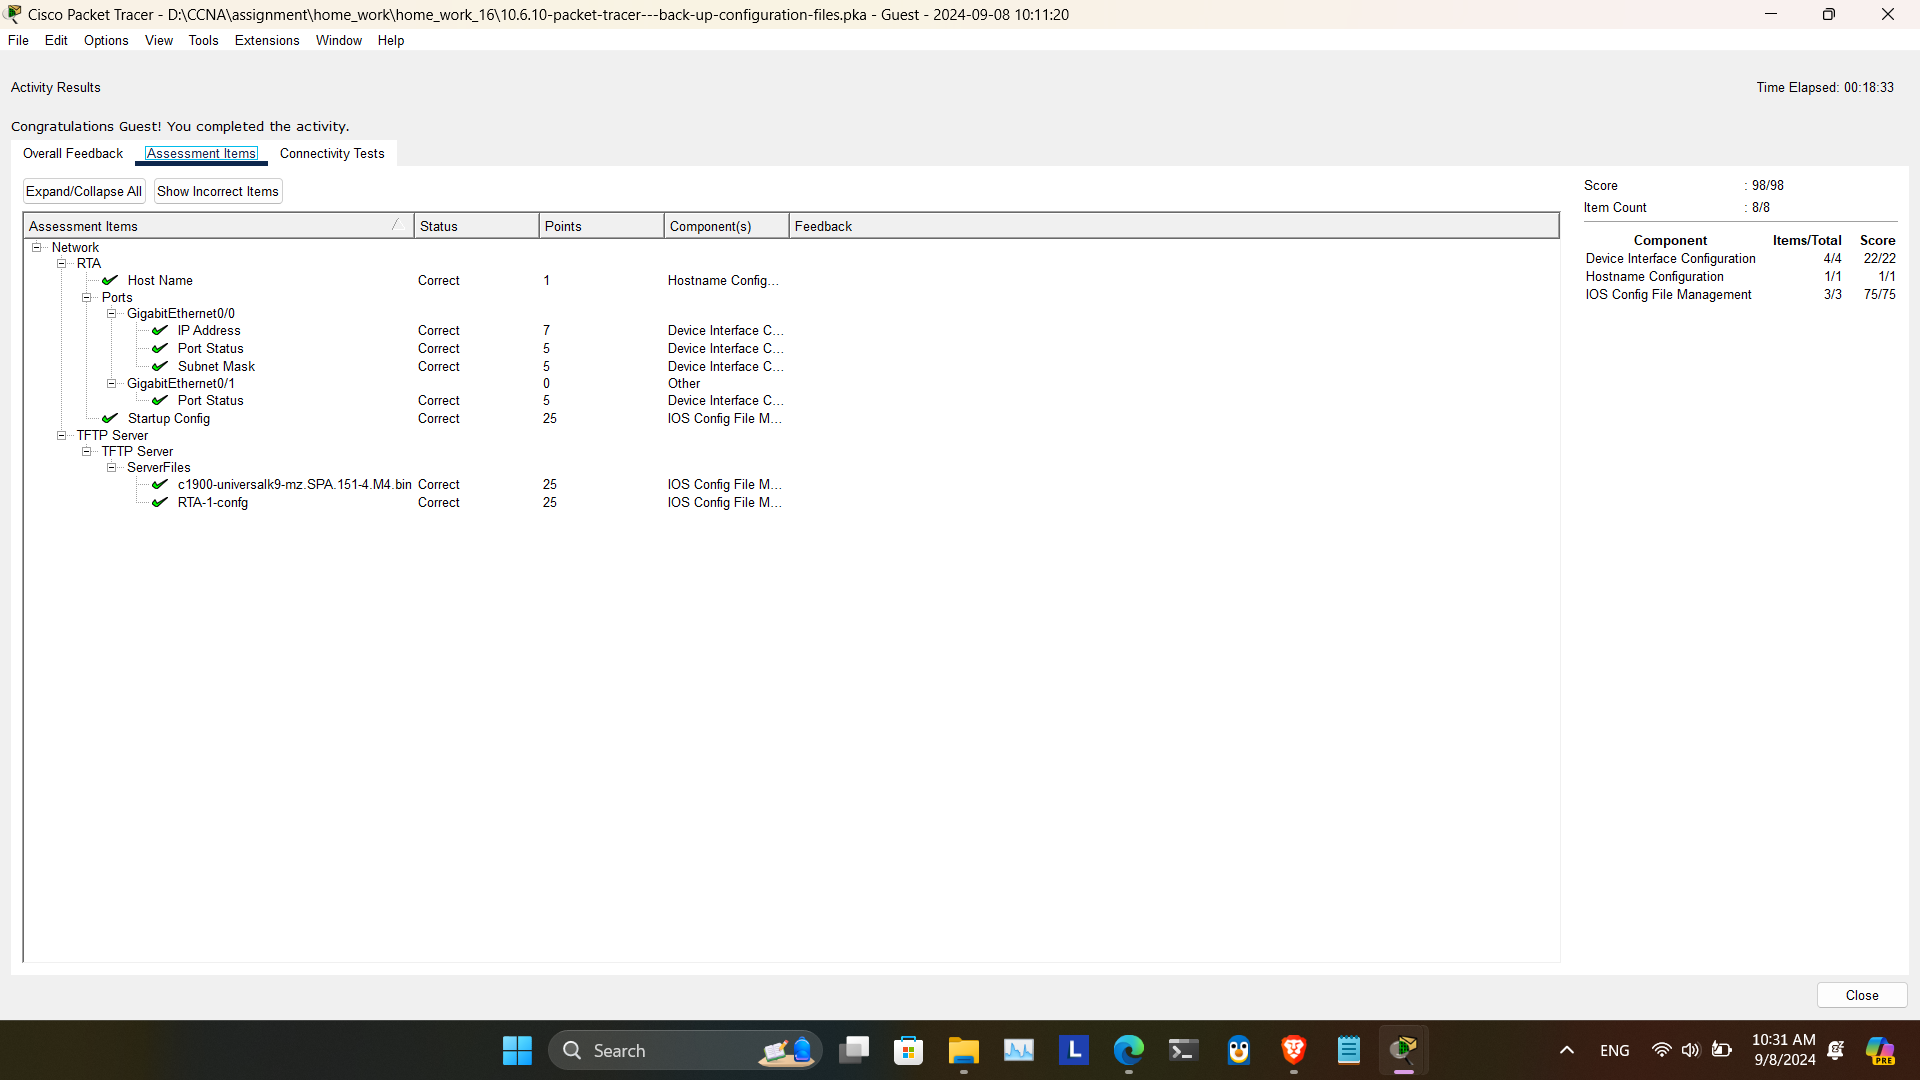 Cisco Packet Tracer - D:\CCNA\assignment\home_work\home_work_16\10.6.10-packet-tracer---back-up-configuration-files.pka - Guest - 2024-09-08 10:11:20
File Edit Options View Tools Extensions Window Help
Activity Results Time Elapsed: 00:18:33
Congratulations Guest! You completed the activity.
Overall Feedback Assessment Items Connectivity Tests
Expand/Collapse All Show Incorrect Items
Assessment Items Status Points Component(s) Feedback
Network
RTA
Host Name Correct 1 Hostname Config...
Ports
GigabitEthernet0/0
IP Address Correct 7 Device Interface C...
Port Status Correct 5 Device Interface C...
Subnet Mask Correct 5 Device Interface C...
GigabitEthernet0/1 0 Other
Port Status Correct 5 Device Interface C...
Startup Config Correct 25 IOS Config File M...
TFTP Server
TFTP Server
ServerFiles
c1900-universalk9-mz.SPA.151-4.M4.bin Correct 25 IOS Config File M...
RTA-1-confg Correct 25 IOS Config File M...
Score : 98/98
Item Count : 8/8
Component Items/Total Score
Device Interface Configuration 4/4 22/22
Hostname Configuration 1/1 1/1
IOS Config File Management 3/3 75/75
Close
Search
L
ENG
10:31 AM
9/8/2024
PRE